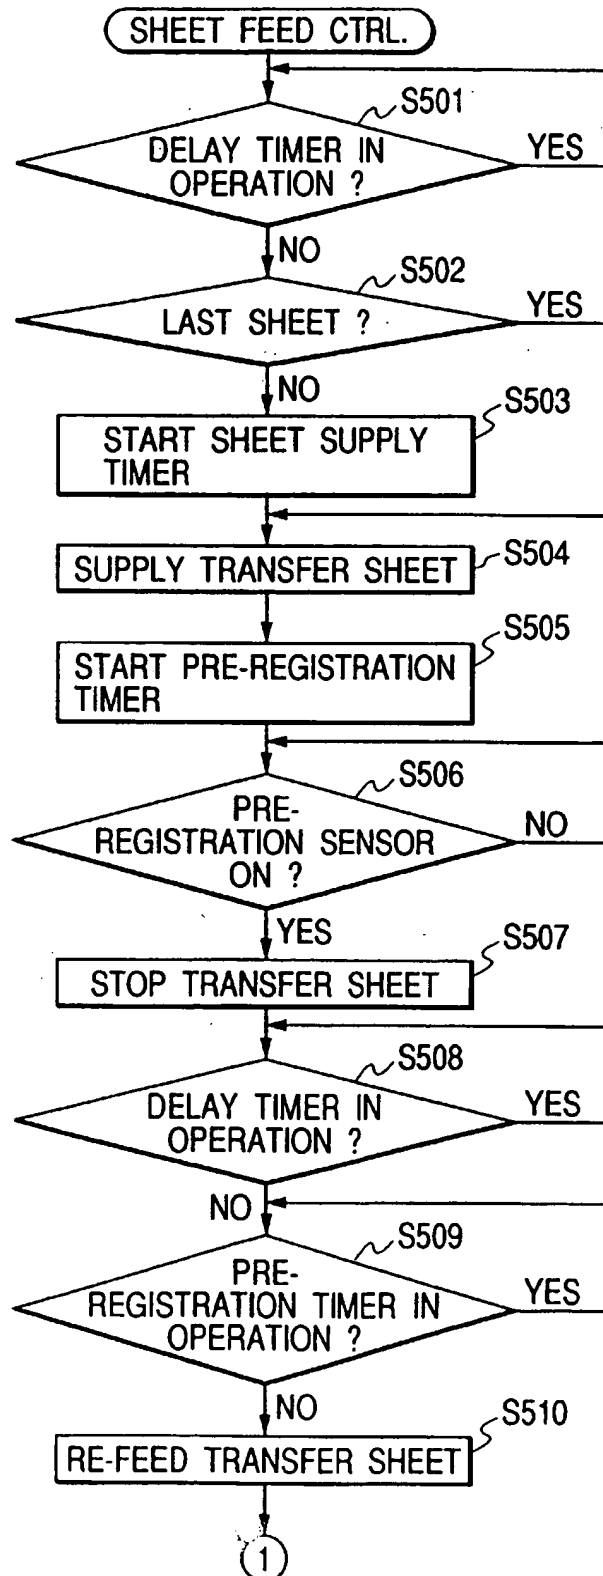 SHEET FEED CTRL.
S501
DELAY TIMER IN
OPERATION ?
YES
NO
S502
LAST SHEET ?
YES
NO
S503
START SHEET SUPPLY
TIMER
S504
SUPPLY TRANSFER SHEET
S505
START PRE-REGISTRATION
TIMER
S506
PRE-
REGISTRATION SENSOR
ON ?
NO
YES
S507
STOP TRANSFER SHEET
S508
DELAY TIMER IN
OPERATION ?
YES
NO
S509
PRE-
REGISTRATION TIMER IN
OPERATION ?
YES
NO
S510
RE-FEED TRANSFER SHEET
1